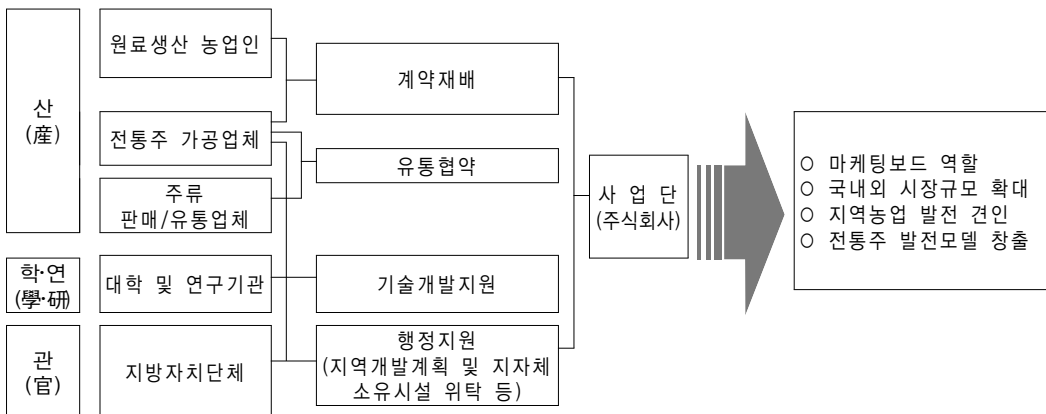 산
(産)
원료생산 농업인
전통주 가공업체
주류
판매/유통업체
계약재배
유통협약
학·연
(學·研)
대학 및 연구기관
기술개발지원
관
(官)
지방자치단체
행정지원
(지역개발계획 및 지자체
소유시설 위탁 등)
사 업 단
(주식회사)
○ 마케팅보드 역할
○ 국내외 시장규모 확대
○ 지역농업 발전 견인
○ 전통주 발전모델 창출